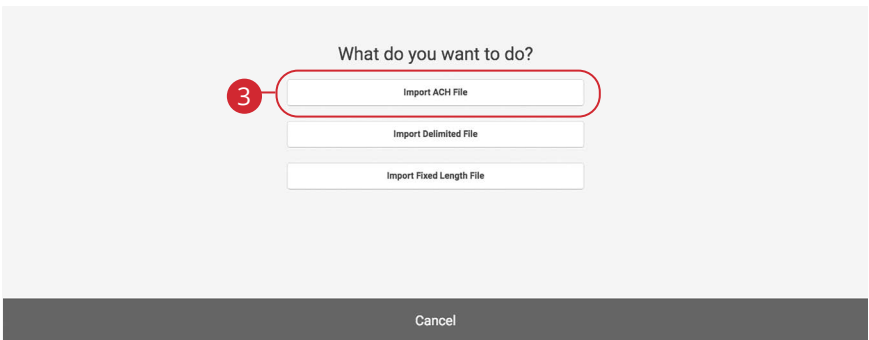 What do you want to do?
3
Import ACH File
Import Delimited File
Import Fixed Length File
Cancel